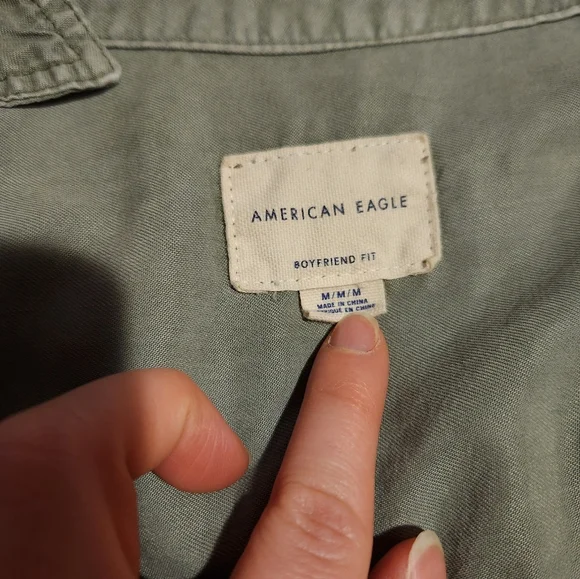 AMERICAN EAGLE
BOYFRIEND FIT
M/M/M
MADE IN CHINA
EN CHINE